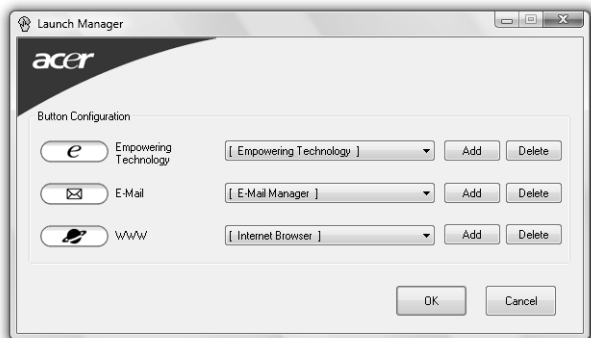 Launch Manager
acer
Button Configuration
e Empowering Technology [ Empowering Technology ] Add Delete
E-Mail [ E-Mail Manager ] Add Delete
WWW [ Internet Browser ] Add Delete
OK Cancel